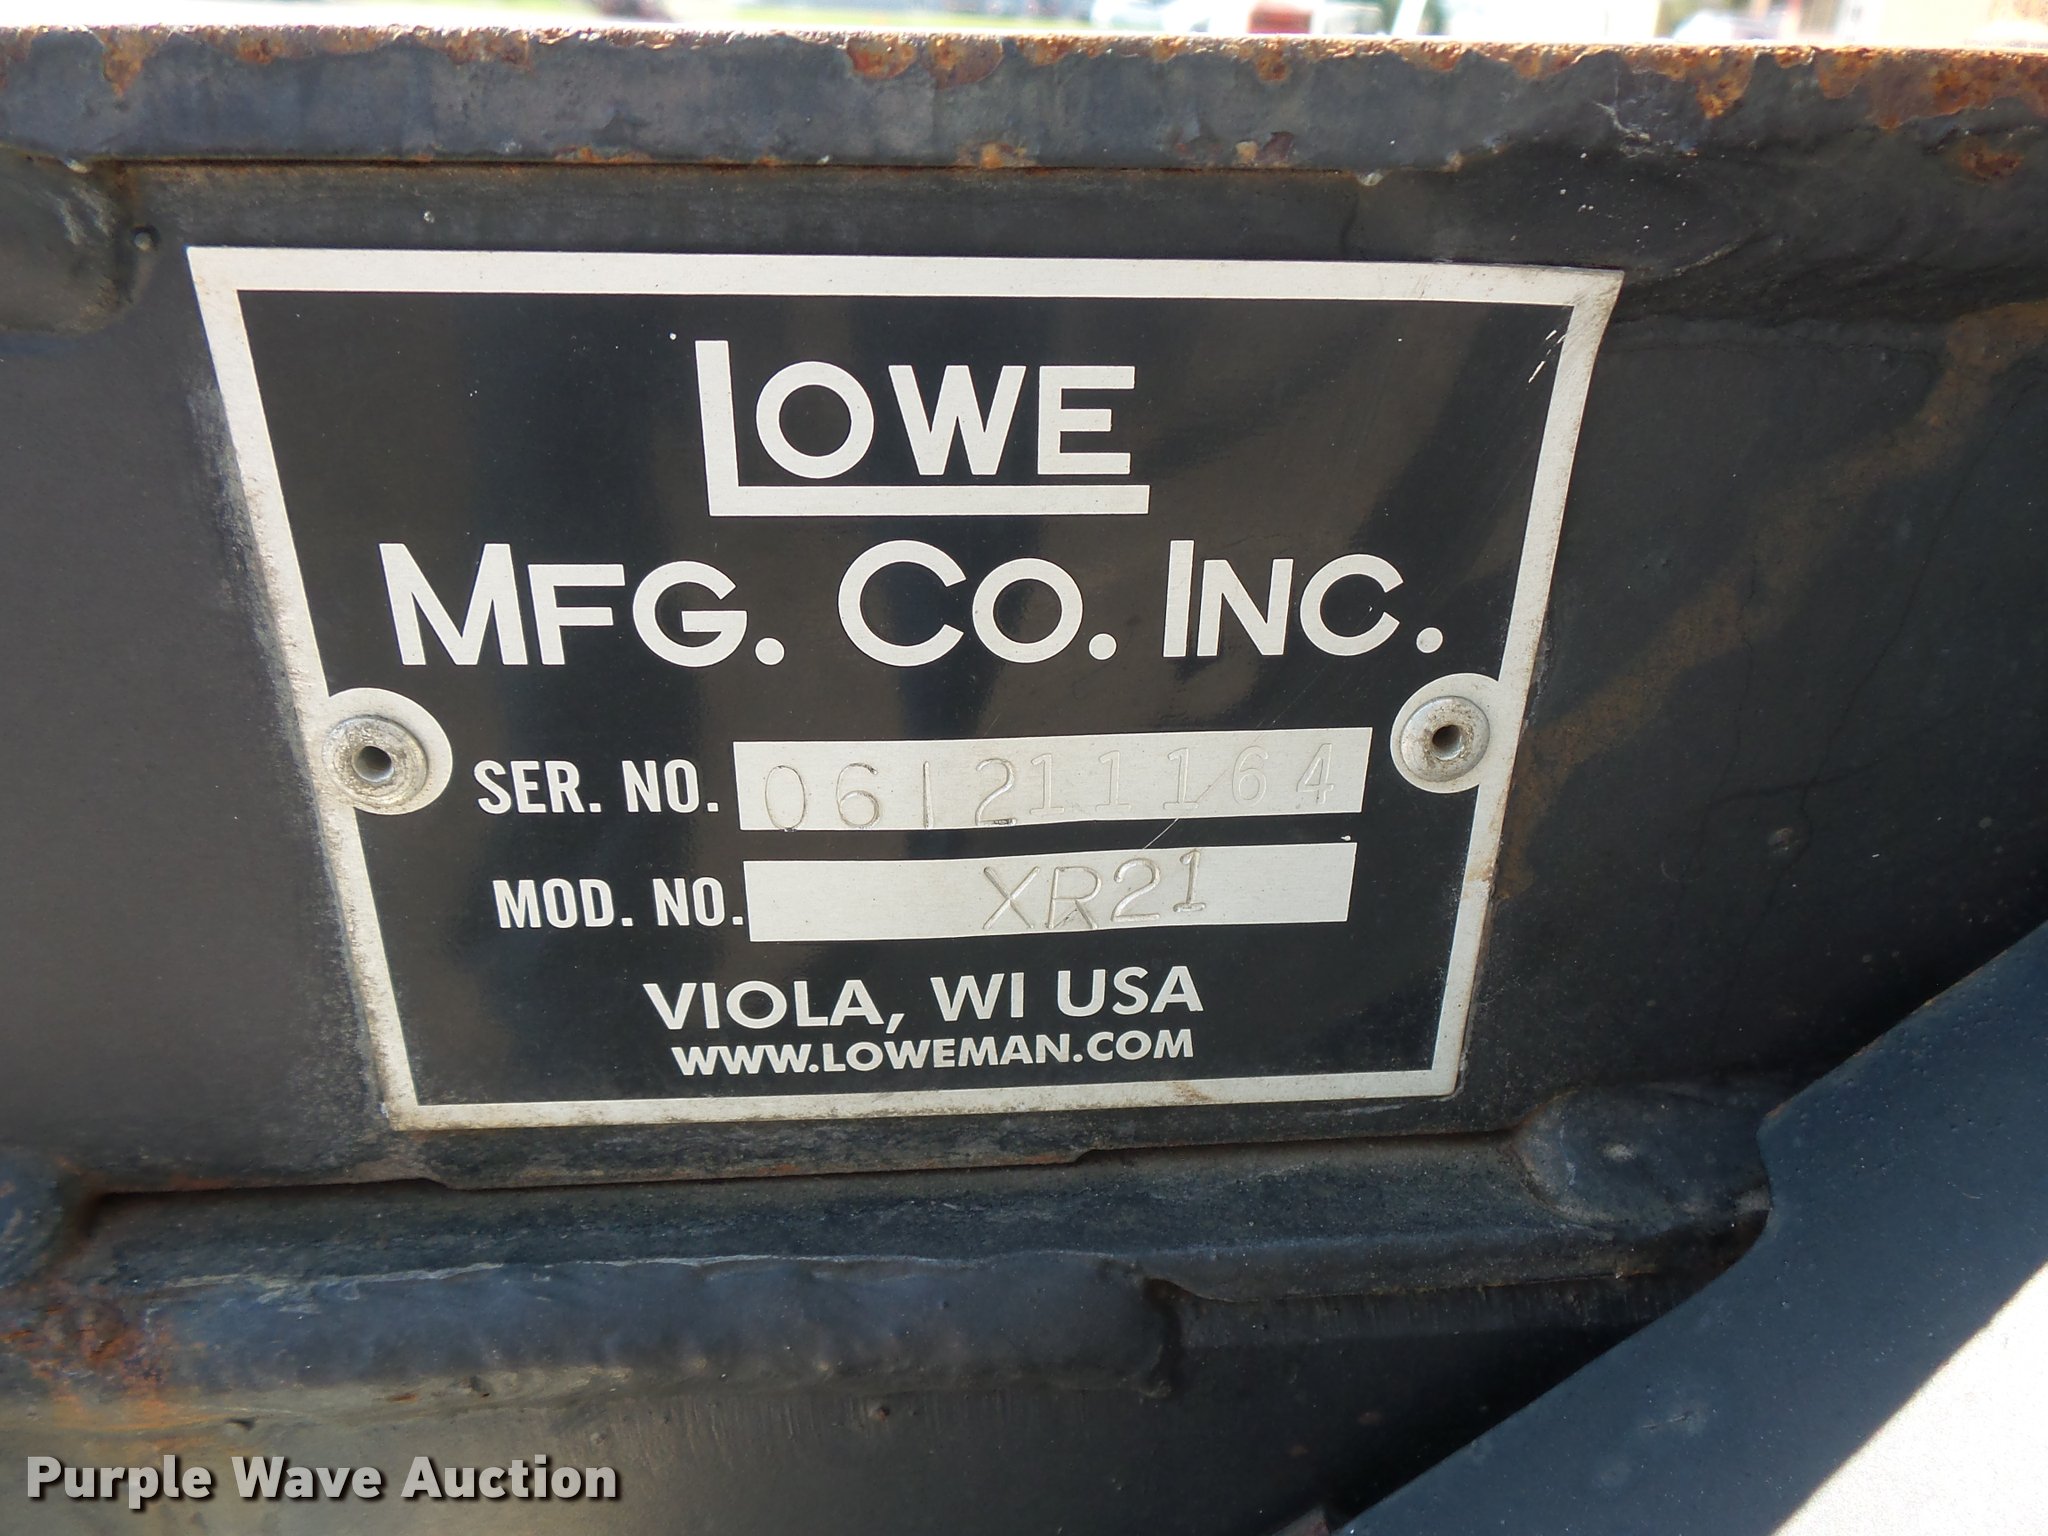 LOWE
MFG. CO. INC.
SER. NO. 061211164
MOD. NO. XR21
VIOLA, WI USA
WWW.LOWEMAN.COM
Purple Wave Auction